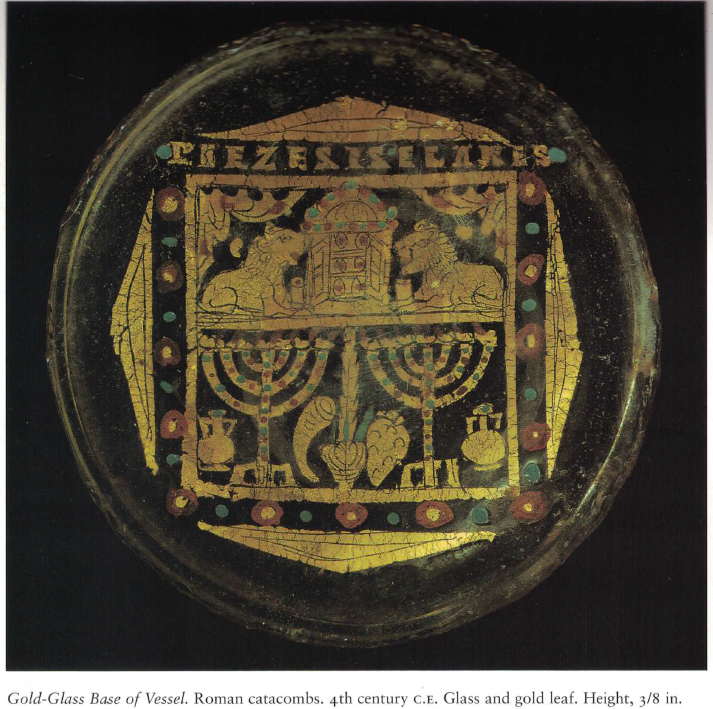 Gold-Glass Base of Vessel. Roman catacombs. 4th century C.E. Glass and gold leaf. Height, 3/8 in.